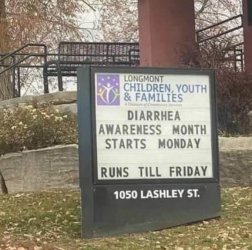 LONGMONT
CHILDREN, YOUTH
& FAMILIES
A Division of Community Services
DIARRHEA
AWARENESS MONTH
STARTS MONDAY
RUNS TILL FRIDAY
1050 LASHLEY ST.